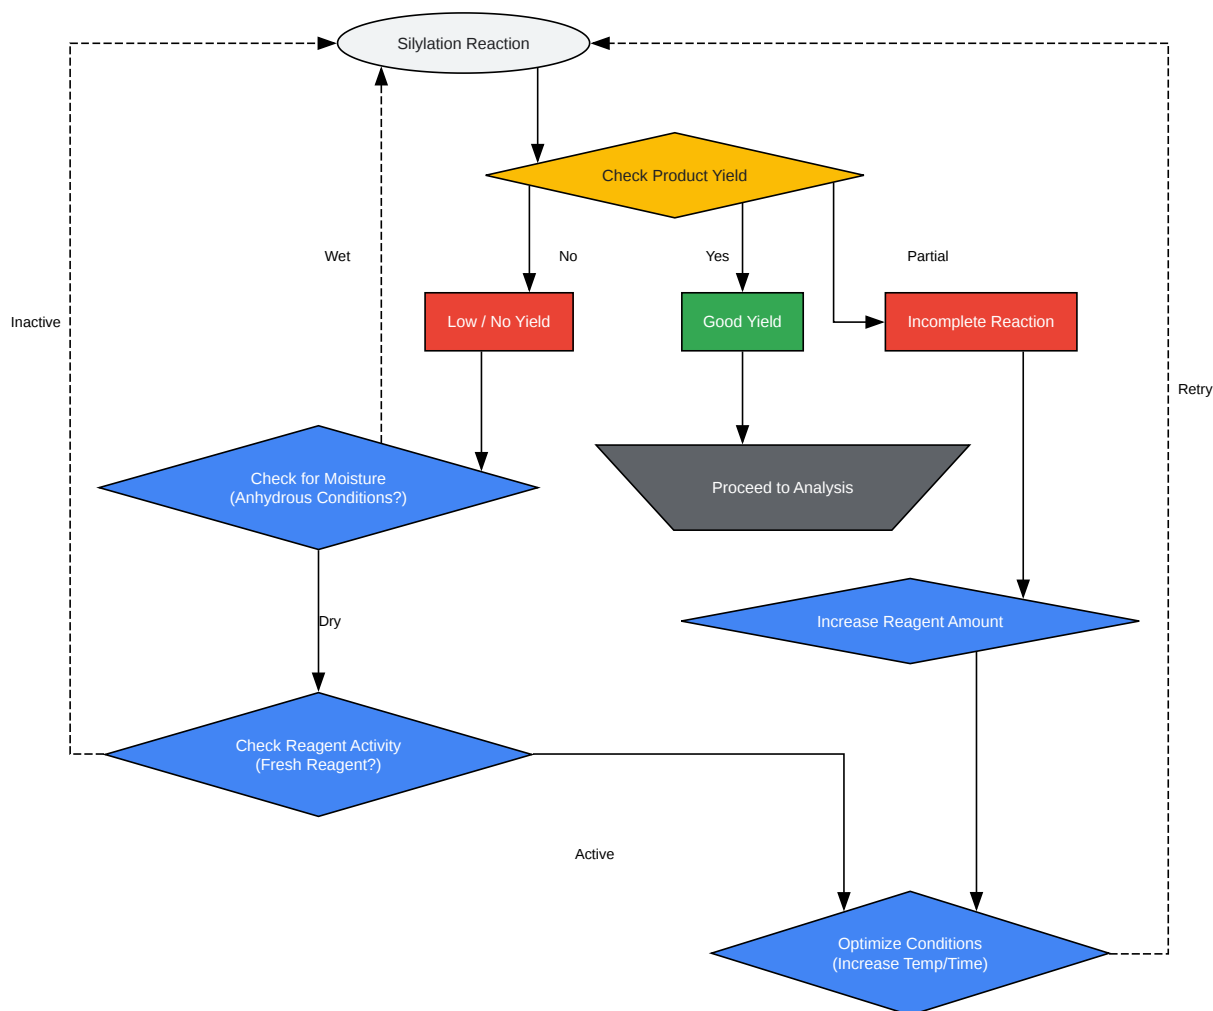 Silylation Reaction
Check Product Yield
Wet
No
Yes
Partial
Inactive
Low / No Yield
Good Yield
Incomplete Reaction
Retry
Check for Moisture
(Anhydrous Conditions?)
Proceed to Analysis
Dry
Increase Reagent Amount
Check Reagent Activity
(Fresh Reagent?)
Active
Optimize Conditions
(Increase Temp/Time)